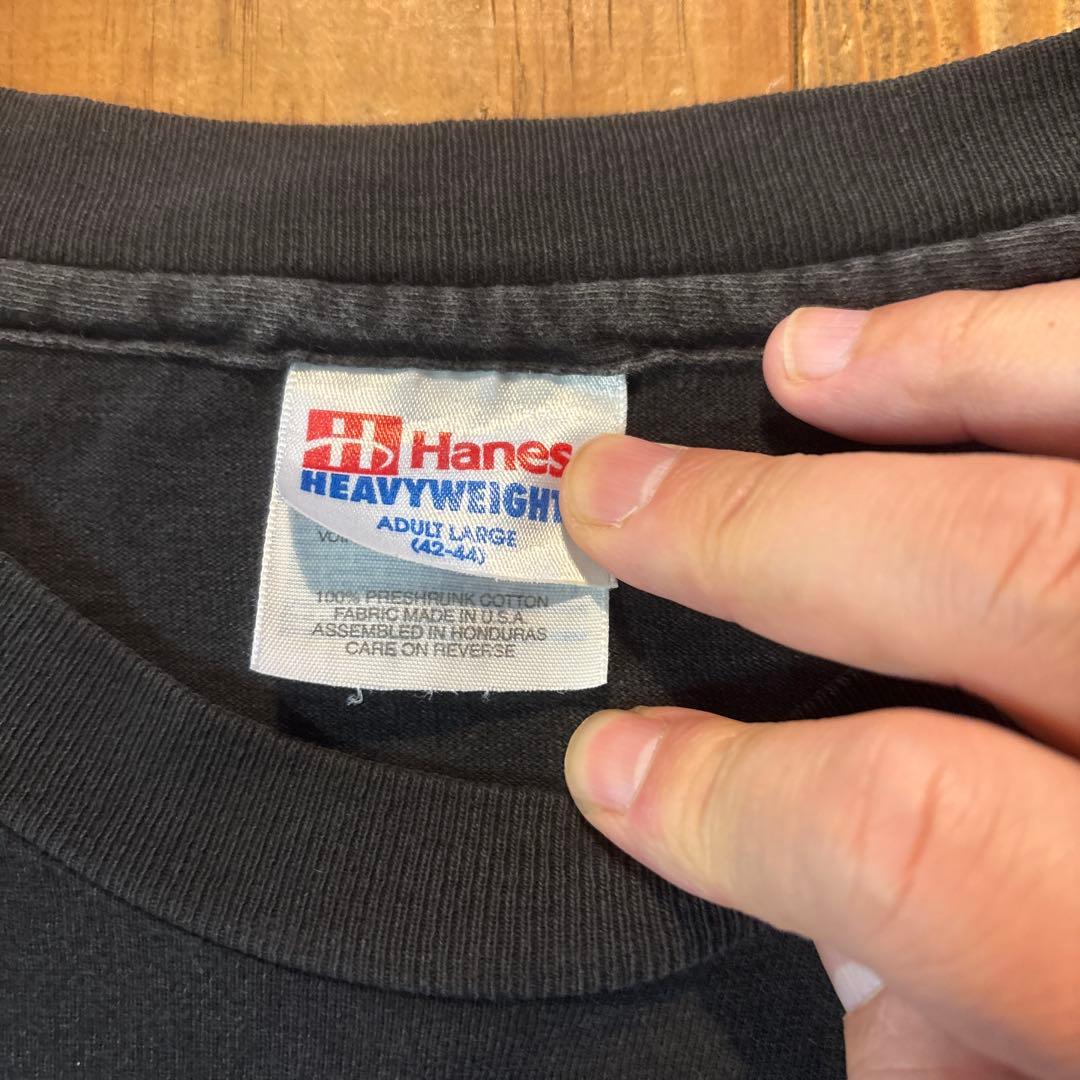 H Hanes
HEAVYWEIGHT
ADULT LARGE
(42-44)
100% PRESHRUNK COTTON
FABRIC MADE IN U.S.A
ASSEMBLED IN HONDURAS
CARE ON REVERSE